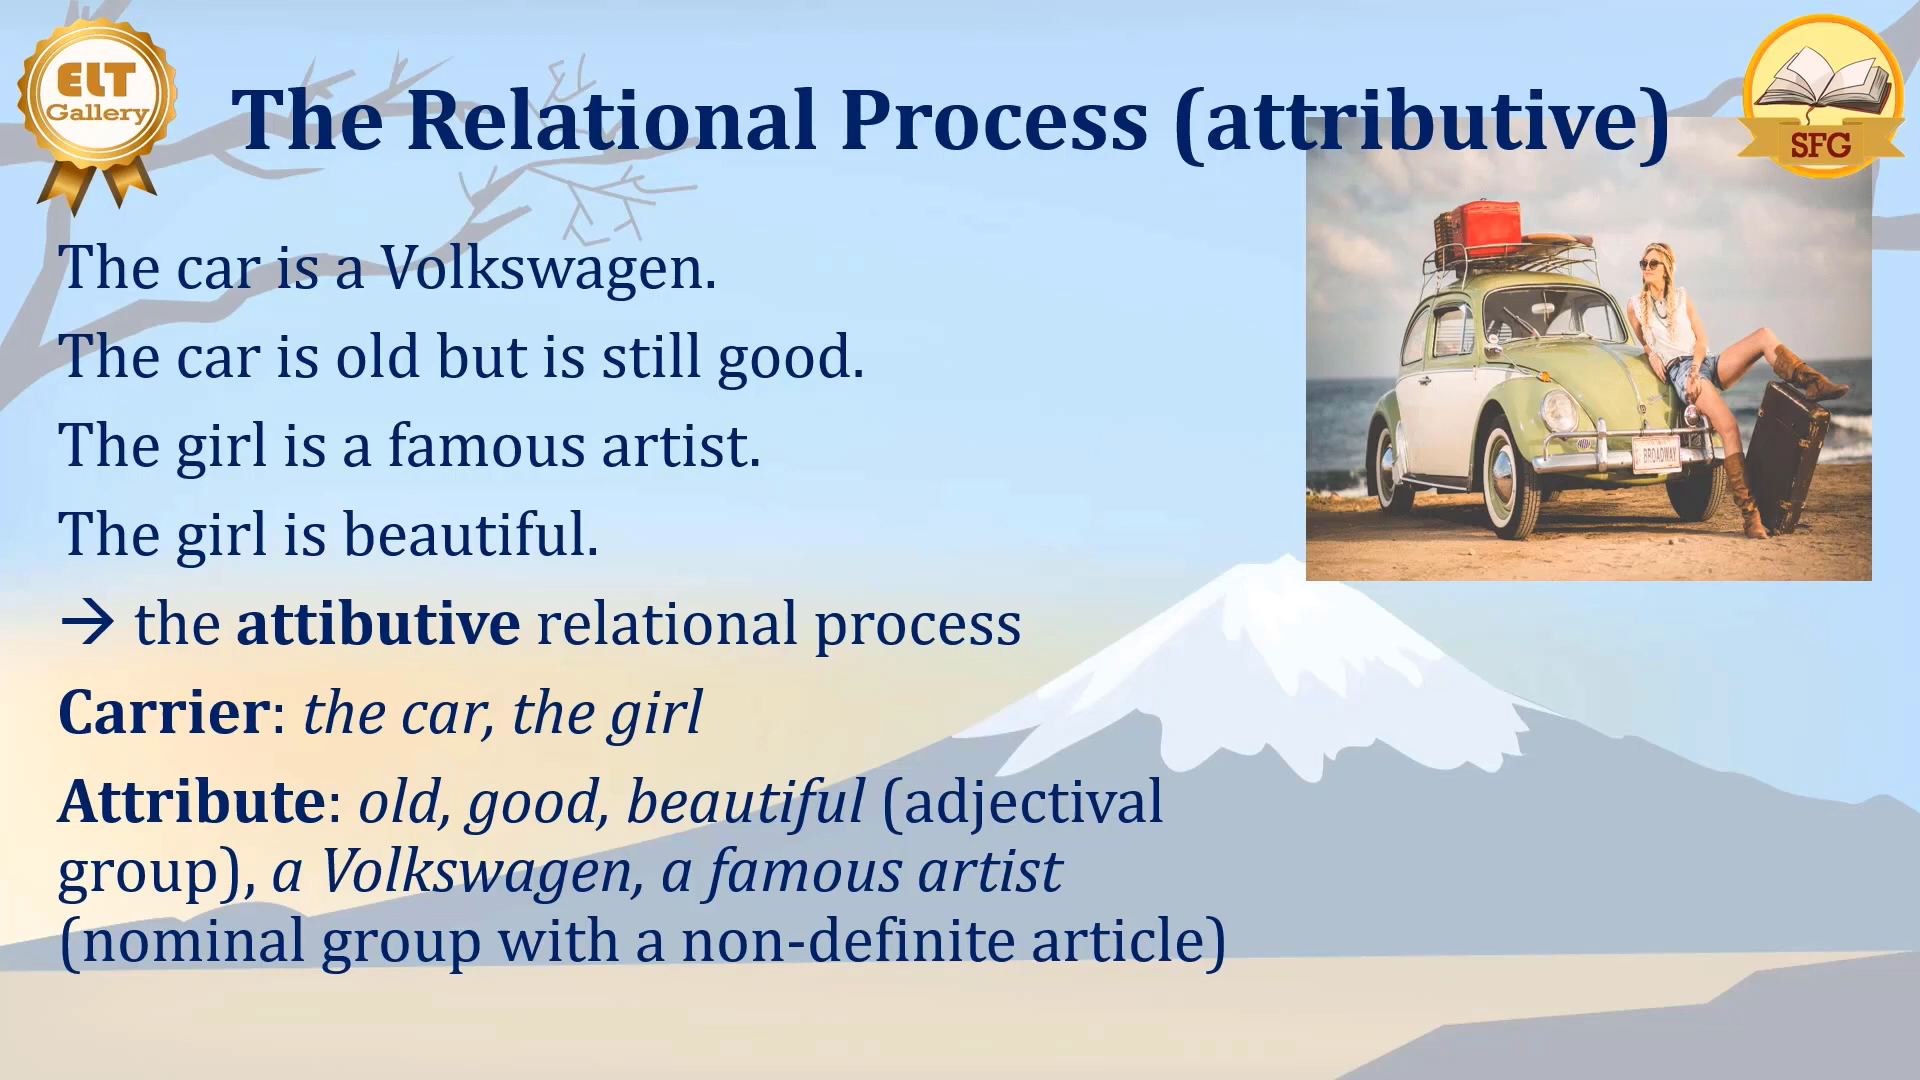 ELT
Gallery
The Relational Process (attributive)
SFG
The car is a Volkswagen.
The car is old but is still good.
The girl is a famous artist.
The girl is beautiful.
→ the attibutive relational process
Carrier: the car, the girl
Attribute: old, good, beautiful (adjectival
group), a Volkswagen, a famous artist
(nominal group with a non-definite article)
BROADWAY